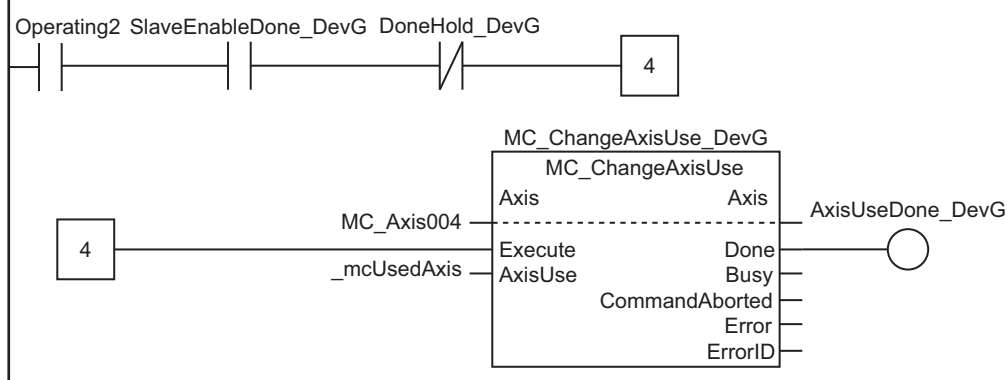 Operating2 SlaveEnableDone_DevG DoneHold_DevG
4
MC_ChangeAxisUse_DevG
MC_ChangeAxisUse
Axis Axis
MC_Axis004
AxisUseDone_DevG
4
Execute Done
_mcUsedAxis AxisUse Busy
CommandAborted
Error
ErrorID